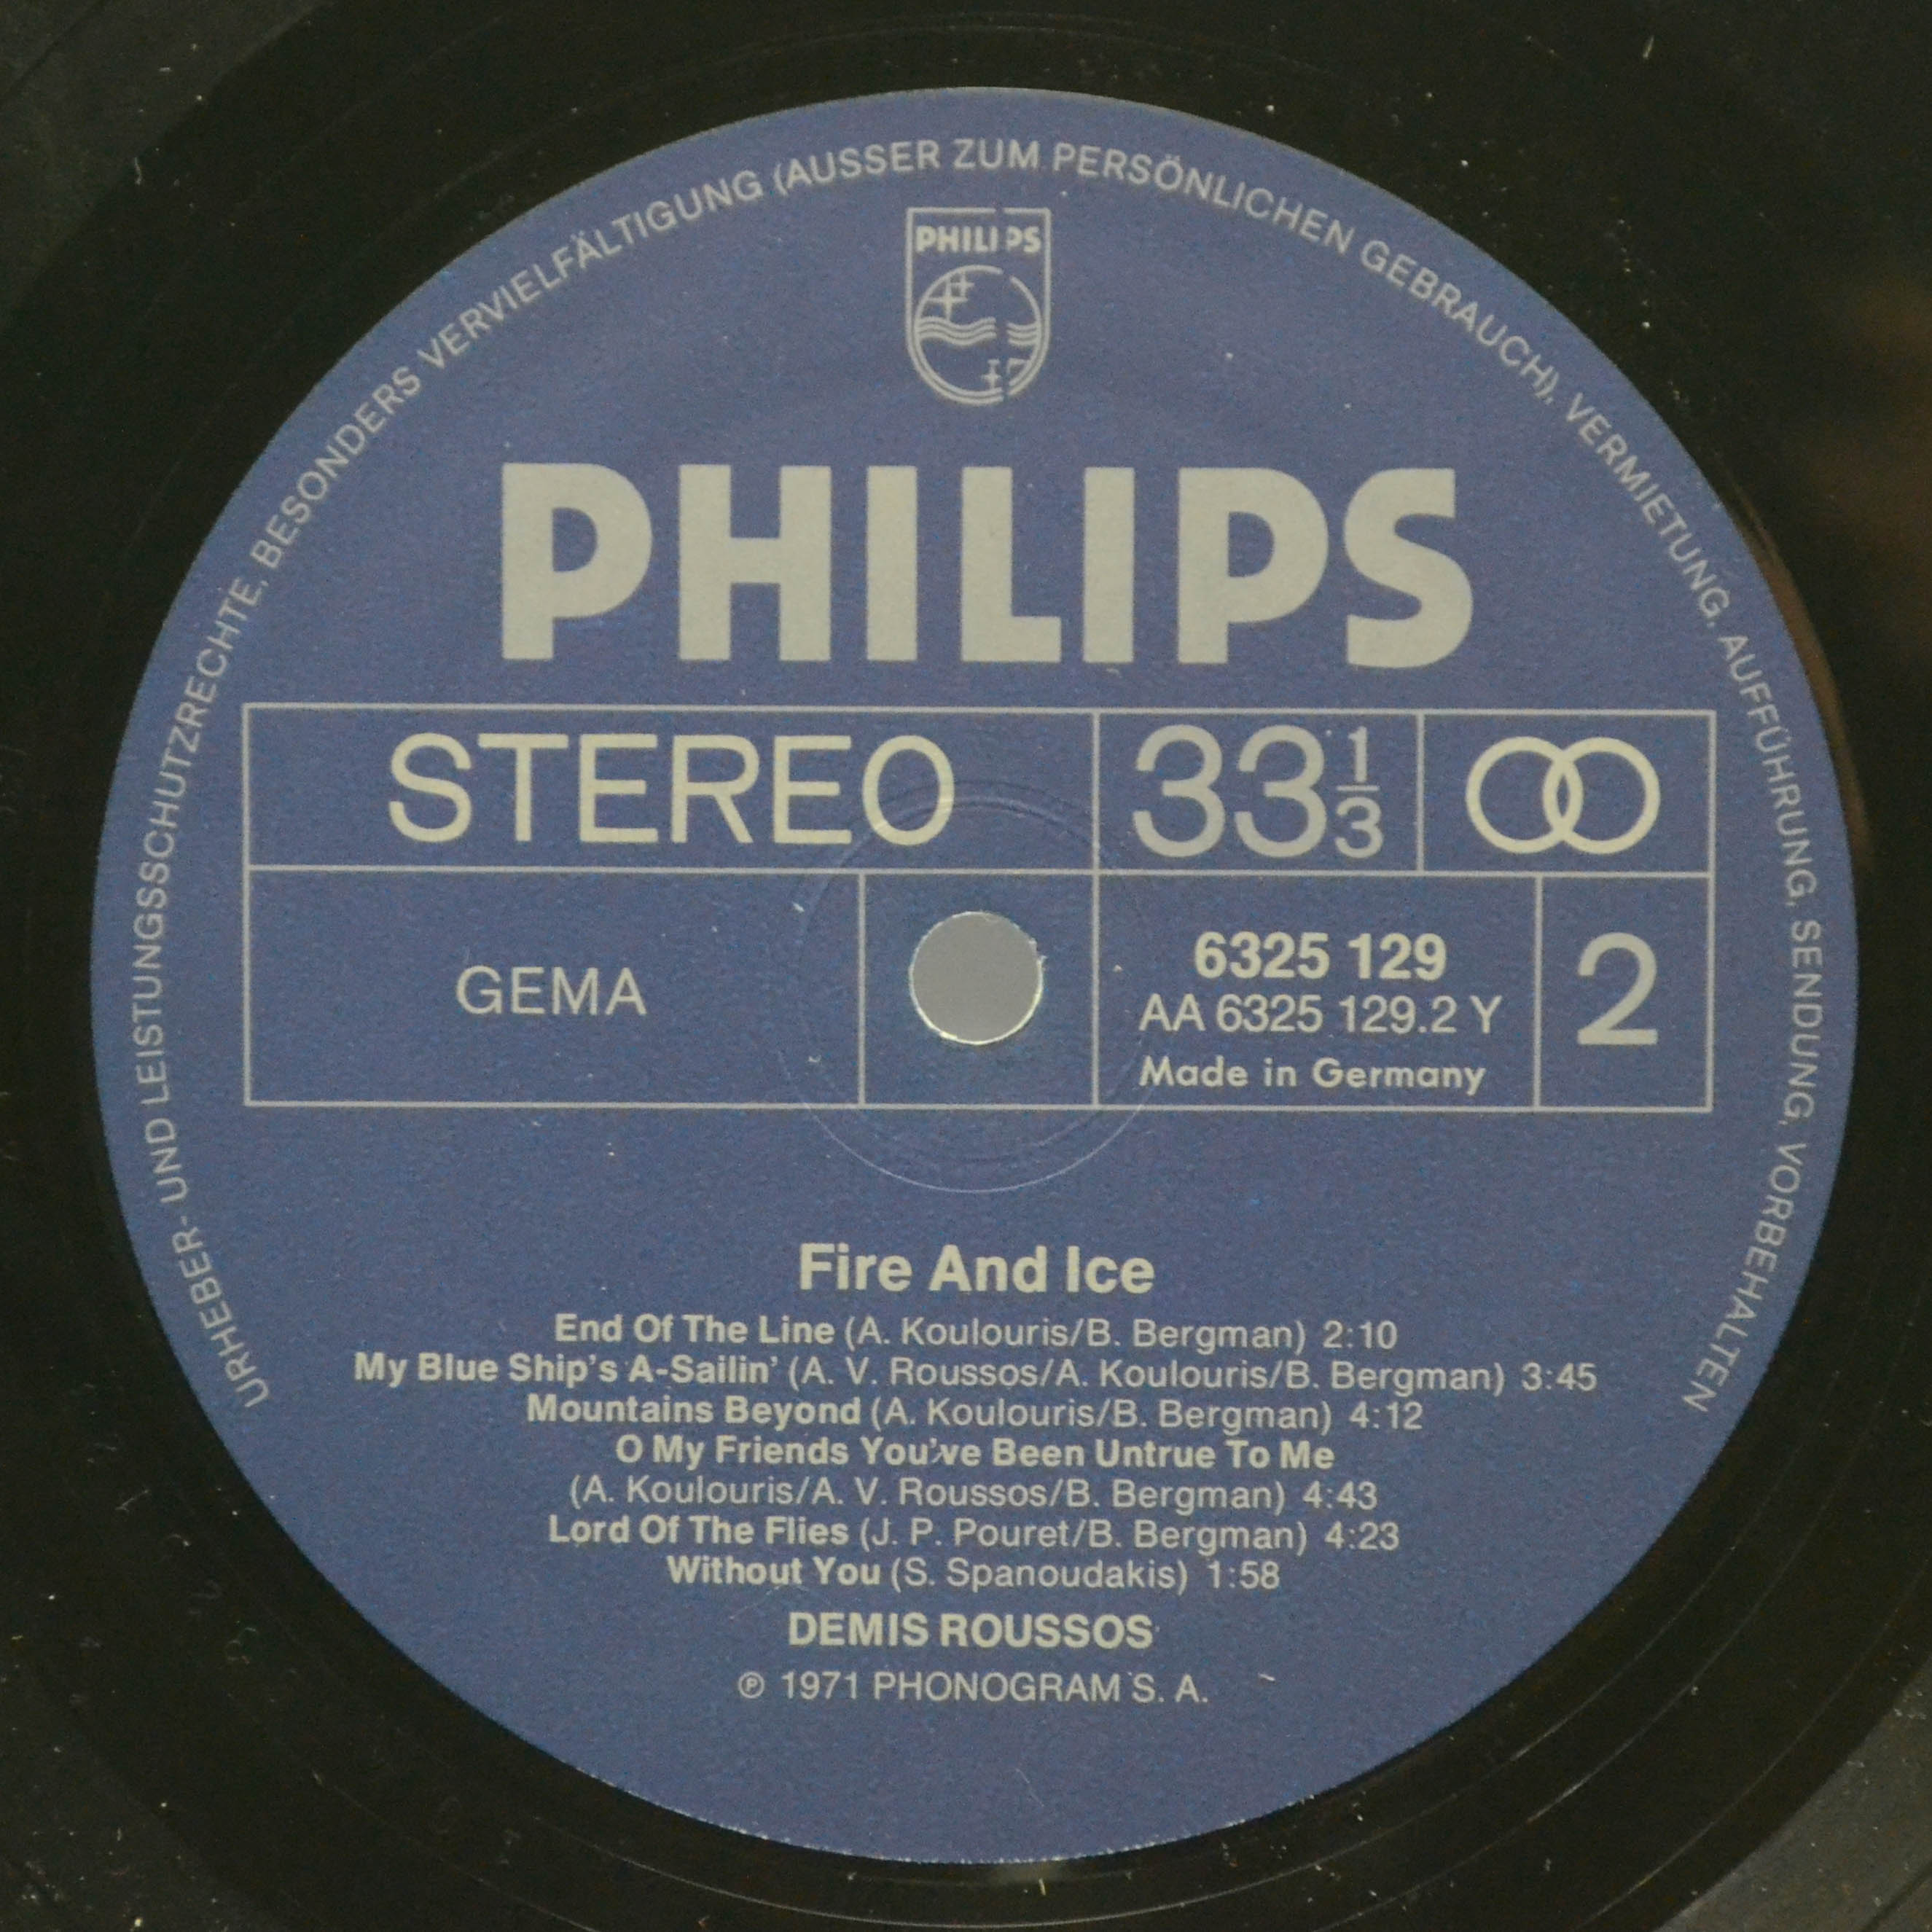 URHEBER- UND LEISTUNGSSCHUTZRECHTE, BESONDERS VERVIELFÄLTIGUNG (AUSSER ZUM PERSÖNLICHEN GEBRAUCH), VERMIETUNG, AUFFÜHRUNG, SENDUNG, VORBEHALTEN
PHILIPS
PHILIPS
STEREO 33 1/3
GEMA
6325 129
AA 6325 129.2 Y
Made in Germany
2
Fire And Ice
End Of The Line (A. Koulouris/B. Bergman) 2:10
My Blue Ship's A-Sailin' (A. V. Roussos/A. Koulouris/B. Bergman) 3:45
Mountains Beyond (A. Koulouris/B. Bergman) 4:12
O My Friends You've Been Untrue To Me
(A. Koulouris/A. V. Roussos/B. Bergman) 4:43
Lord Of The Flies (J. P. Pouret/B. Bergman) 4:23
Without You (S. Spanoudakis) 1:58
DEMIS ROUSSOS
℗ 1971 PHONOGRAM S. A.